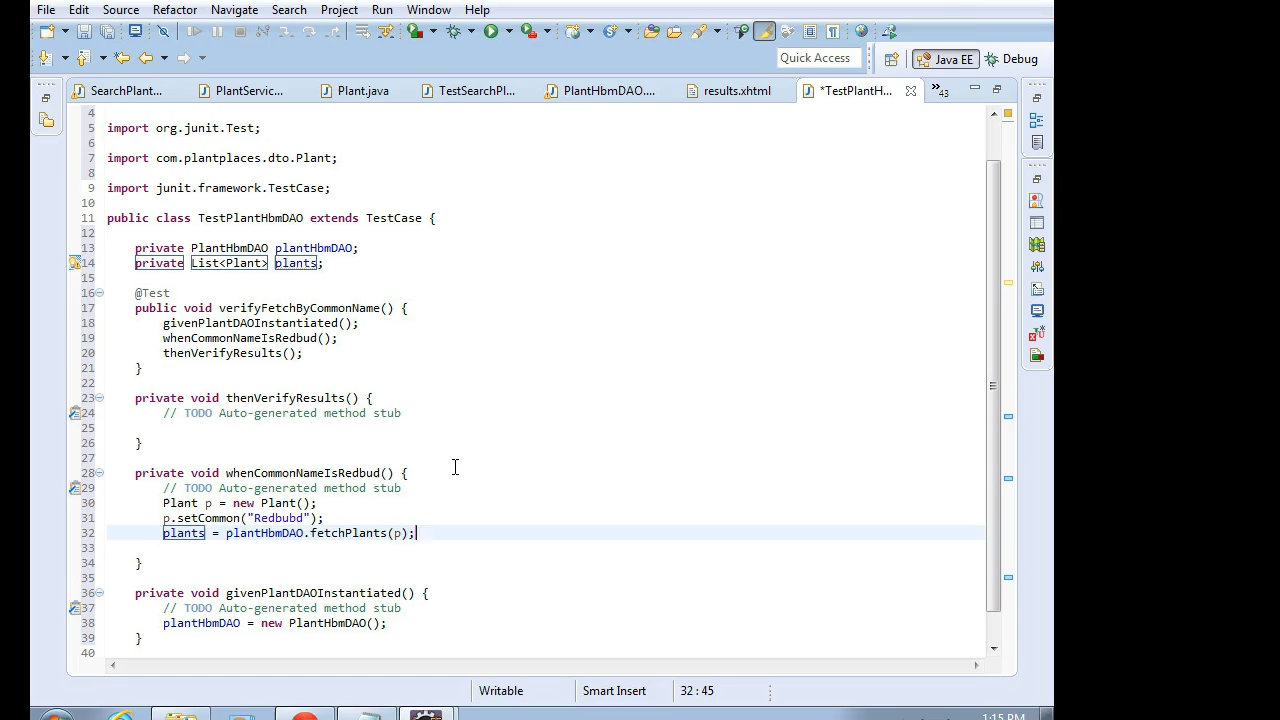 File Edit Source Refactor Navigate Search Project Run Window Help
Quick Access Java EE Debug
SearchPlant... PlantServic... Plant.java TestSearchPl... PlantHbmDAO.... results.xhtml *TestPlantH... »43
4
5 import org.junit.Test;
6
7 import com.plantplaces.dto.Plant;
8
9 import junit.framework.TestCase;
10
11 public class TestPlantHbmDAO extends TestCase {
12
13 private PlantHbmDAO plantHbmDAO;
14 private List<Plant> plants;
15
16 @Test
17 public void verifyFetchByCommonName() {
18 givenPlantDAOInstantiated();
19 whenCommonNameIsRedbud();
20 thenVerifyResults();
21 }
22
23 private void thenVerifyResults() {
24 // TODO Auto-generated method stub
25
26 }
27
28 private void whenCommonNameIsRedbud() {
29 // TODO Auto-generated method stub
30 Plant p = new Plant();
31 p.setCommon("Redbubd");
32 plants = plantHbmDAO.fetchPlants(p);
33
34 }
35
36 private void givenPlantDAOInstantiated() {
37 // TODO Auto-generated method stub
38 plantHbmDAO = new PlantHbmDAO();
39 }
40
Writable Smart Insert 32 : 45
1:15 PM